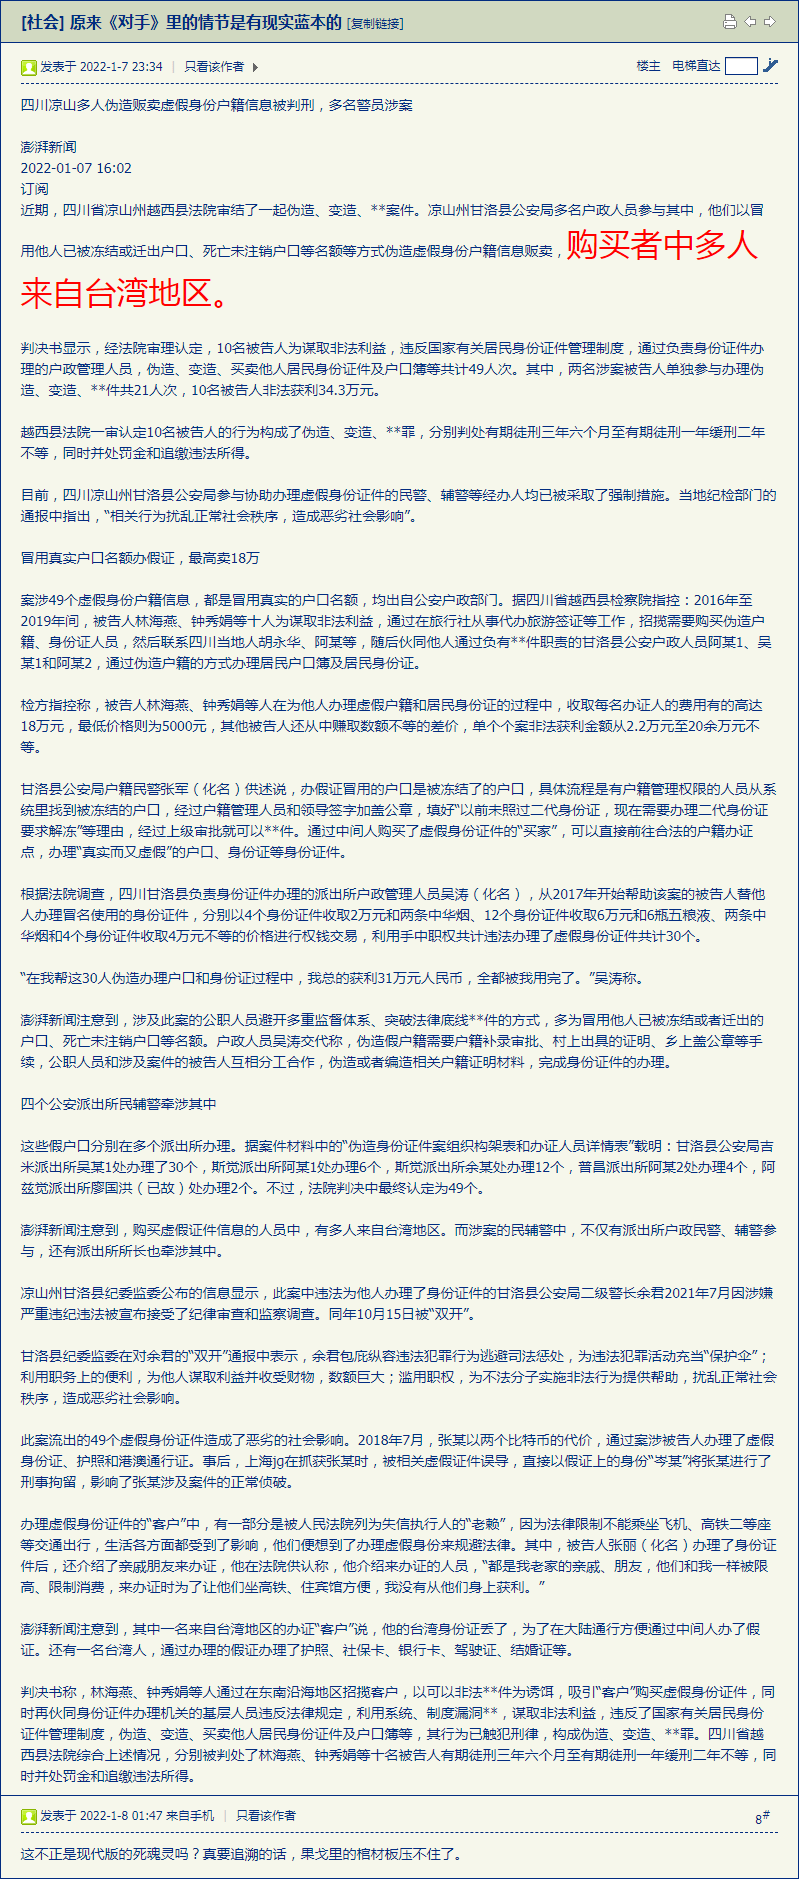 [社会] 原来《对手》里的情节是有现实蓝本的 [复制链接]
发表于 2022-1-7 23:34 | 只看该作者 楼主 电梯直达
四川凉山多人伪造贩卖虚假身份户籍信息被判刑，多名警员涉案
澎湃新闻
2022-01-07 16:02
订阅
近期，四川省凉山州越西县法院审结了一起伪造、变造、**案件。凉山州甘洛县公安局多名户政人员参与其中，他们以冒
用他人已被冻结或迁出户口、死亡未注销户口等名额等方式伪造虚假身份户籍信息贩卖，购买者中多人
来自台湾地区。
判决书显示，经法院审理认定，10名被告人为谋取非法利益，违反国家有关居民身份证件管理制度，通过负责身份证件办
理的户政管理人员，伪造、变造、买卖他人居民身份证件及户口簿等共计49人次。其中，两名涉案被告人单独参与办理伪
造、变造、**件共21人次，10名被告人非法获利34.3万元。
越西县法院一审认定10名被告人的行为构成了伪造、变造、**罪，分别判处有期徒刑三年六个月至有期徒刑一年缓刑二年
不等，同时并处罚金和追缴违法所得。
目前，四川凉山州甘洛县公安局参与协助办理虚假身份证件的民警、辅警等经办人均已被采取了强制措施。当地纪检部门的
通报中指出，“相关行为扰乱正常社会秩序，造成恶劣社会影响”。
冒用真实户口名额办假证，最高卖18万
案涉49个虚假身份户籍信息，都是冒用真实的户口名额，均出自公安户政部门。据四川省越西县检察院指控：2016年至
2019年间，被告人林海燕、钟秀娟等十人为谋取非法利益，通过在旅行社从事代办旅游签证等工作，招揽需要购买伪造户
籍、身份证人员，然后联系四川当地人胡永华、阿某等，随后伙同他人通过负有**件职责的甘洛县公安户政人员阿某1、吴
某1和阿某2，通过伪造户籍的方式办理居民户口簿及居民身份证。
检方指控称，被告人林海燕、钟秀娟等人在为他人办理虚假户籍和居民身份证的过程中，收取每名办证人的费用有的高达
18万元，最低价格则为5000元，其他被告人还从中赚取数额不等的差价，单个个案非法获利金额从2.2万元至20余万元不
等。
甘洛县公安局户籍民警张军（化名）供述说，办假证冒用的户口是被冻结了的户口，具体流程是有户籍管理权限的人员从系
统里找到被冻结的户口，经过户籍管理人员和领导签字加盖公章，填好“以前未照过二代身份证，现在需要办理二代身份证
要求解冻”等理由，经过上级审批就可以**件。通过中间人购买了虚假身份证件的“买家”，可以直接前往合法的户籍办证
点，办理“真实而又虚假”的户口、身份证等身份证件。
根据法院调查，四川甘洛县负责身份证件办理的派出所户政管理人员吴涛（化名），从2017年开始帮助该案的被告人替他
人办理冒名使用的身份证件，分别以4个身份证件收取2万元和两条中华烟、12个身份证件收取6万元和6瓶五粮液、两条中
华烟和4个身份证件收取4万元不等的价格进行权钱交易，利用手中职权共计违法办理了虚假身份证件共计30个。
“在我帮这30人伪造办理户口和身份证过程中，我总的获利31万元人民币，全都被我用完了。”吴涛称。
澎湃新闻注意到，涉及此案的公职人员避开多重监督体系、突破法律底线**件的方式，多为冒用他人已被冻结或者迁出的
户口、死亡未注销户口等名额。户政人员吴涛交代称，伪造假户籍需要户籍补录审批、村上出具的证明、乡上盖公章等手
续，公职人员和涉及案件的被告人互相分工合作，伪造或者编造相关户籍证明材料，完成身份证件的办理。
四个公安派出所民辅警牵涉其中
这些假户口分别在多个派出所办理。据案件材料中的“伪造身份证件案组织构架表和办证人员详情表”载明：甘洛县公安局吉
米派出所吴某1处办理了30个，斯觉派出所阿某1处办理6个，斯觉派出所余某处办理12个，普昌派出所阿某2处办理4个，阿
兹觉派出所廖国洪（已故）处办理2个。不过，法院判决中最终认定为49个。
澎湃新闻注意到，购买虚假证件信息的人员中，有多人来自台湾地区。而涉案的民辅警中，不仅有派出所户政民警、辅警参
与，还有派出所所长也牵涉其中。
凉山州甘洛县纪委监委公布的信息显示，此案中违法为他人办理了身份证件的甘洛县公安局二级警长余君2021年7月因涉嫌
严重违纪违法被宣布接受了纪律审查和监察调查。同年10月15日被“双开”。
甘洛县纪委监委在对余君的“双开”通报中表示，余君包庇纵容违法犯罪行为逃避司法惩处，为违法犯罪活动充当“保护伞”；
利用职务上的便利，为他人谋取利益并收受财物，数额巨大；滥用职权，为不法分子实施非法行为提供帮助，扰乱正常社会
秩序，造成恶劣社会影响。
此案流出的49个虚假身份证件造成了恶劣的社会影响。2018年7月，张某以两个比特币的代价，通过案涉被告人办理了虚假
身份证、护照和港澳通行证。事后，上海jg在抓获张某时，被相关虚假证件误导，直接以假证上的身份“岑某”将张某进行了
刑事拘留，影响了张某涉及案件的正常侦破。
办理虚假身份证件的“客户”中，有一部分是被人民法院列为失信执行人的“老赖”，因为法律限制不能乘坐飞机、高铁二等座
等交通出行，生活各方面都受到了影响，他们便想到了办理虚假身份来规避法律。其中，被告人张丽（化名）办理了身份证
件后，还介绍了亲戚朋友来办证，他在法院供认称，他介绍来办证的人员，“都是我老家的亲戚、朋友，他们和我一样被限
高、限制消费，来办证时为了让他们坐高铁、住宾馆方便，我没有从他们身上获利。”
澎湃新闻注意到，其中一名来自台湾地区的办证“客户”说，他的台湾身份证丢了，为了在大陆通行方便通过中间人办了假
证。还有一名台湾人，通过办理的假证办理了护照、社保卡、银行卡、驾驶证、结婚证等。
判决书称，林海燕、钟秀娟等人通过在东南沿海地区招揽客户，以可以非法**件为诱饵，吸引“客户”购买虚假身份证件，同
时再伙同身份证件办理机关的基层人员违反法律规定，利用系统、制度漏洞**，谋取非法利益，违反了国家有关居民身份
证件管理制度，伪造、变造、买卖他人居民身份证件及户口簿等，其行为已触犯刑律，构成伪造、变造、**罪。四川省越
西县法院综合上述情况，分别被判处了林海燕、钟秀娟等十名被告人有期徒刑三年六个月至有期徒刑一年缓刑二年不等，同
时并处罚金和追缴违法所得。
发表于 2022-1-8 01:47 来自手机 | 只看该作者 8#
这不正是现代版的死魂灵吗？真要追溯的话，果戈里的棺材板压不住了。